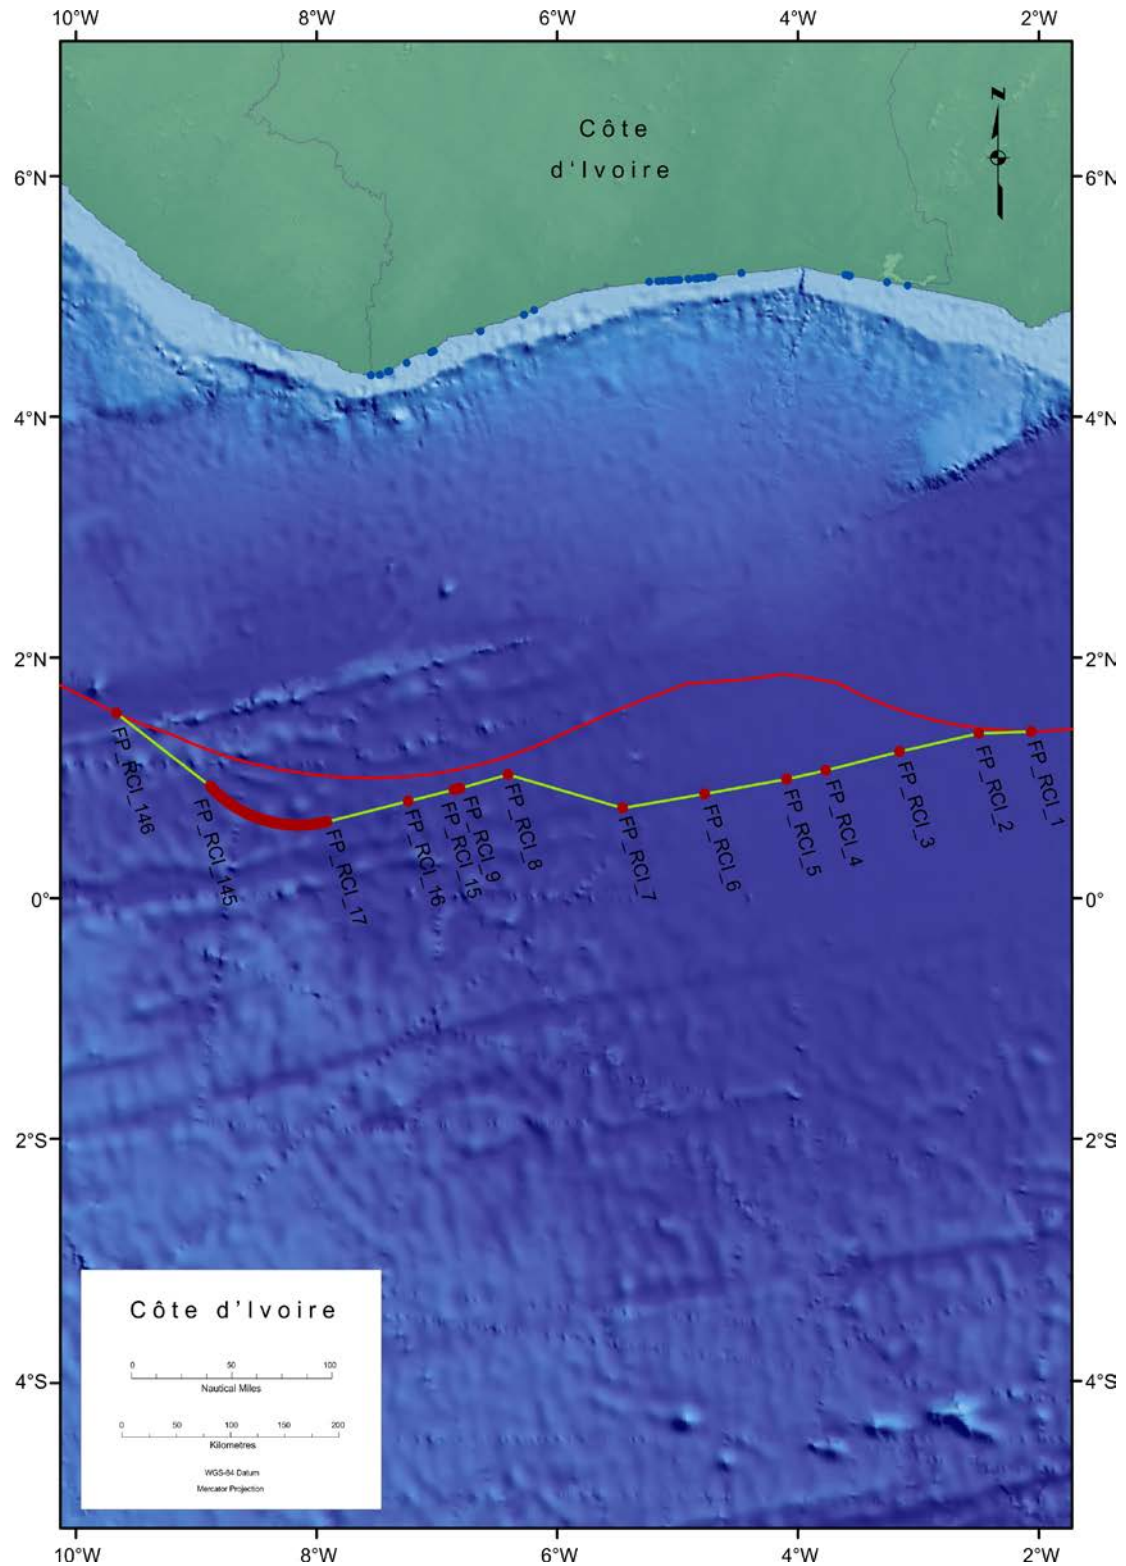 10°W 8°W 6°W 4°W 2°W
N
Côte
d'Ivoire
6°N 6°N
4°N 4°N
2°N 2°N
FP_RCI_146
FP_RCI_145
FP_RCI_17
FP_RCI_16
FP_RCI_15
FP_RCI_9
FP_RCI_8
FP_RCI_7
FP_RCI_6
FP_RCI_5
FP_RCI_4
FP_RCI_3
FP_RCI_2
FP_RCI_1
0° 0°
2°S 2°S
Côte d'Ivoire
0 50 100
Nautical Miles
4°S 4°S
0 50 100 150 200
Kilometres
WGS-84 Datum
Mercator Projection
10°W 8°W 6°W 4°W 2°W